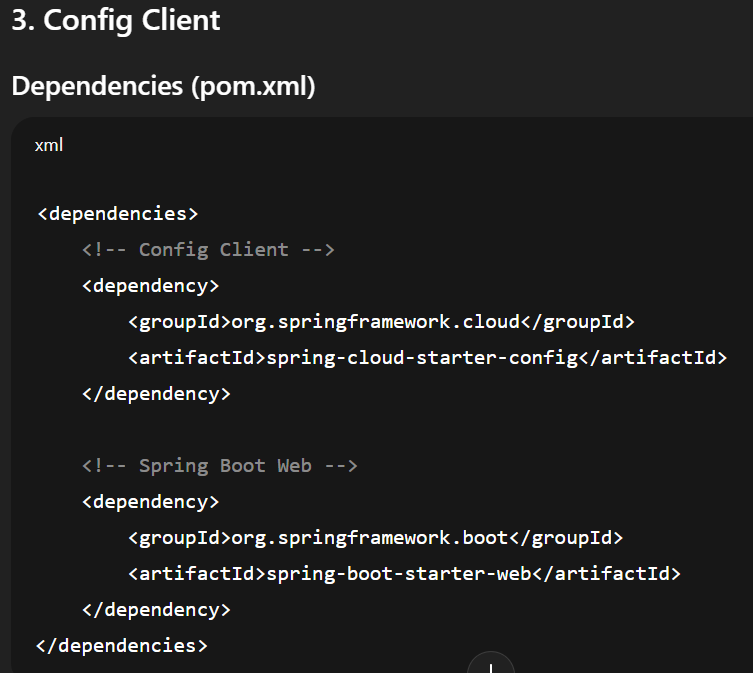 3. Config Client
Dependencies (pom.xml)
xml
<dependencies>
    <!-- Config Client -->
    <dependency>
        <groupId>org.springframework.cloud</groupId>
        <artifactId>spring-cloud-starter-config</artifactId>
    </dependency>

    <!-- Spring Boot Web -->
    <dependency>
        <groupId>org.springframework.boot</groupId>
        <artifactId>spring-boot-starter-web</artifactId>
    </dependency>
</dependencies>